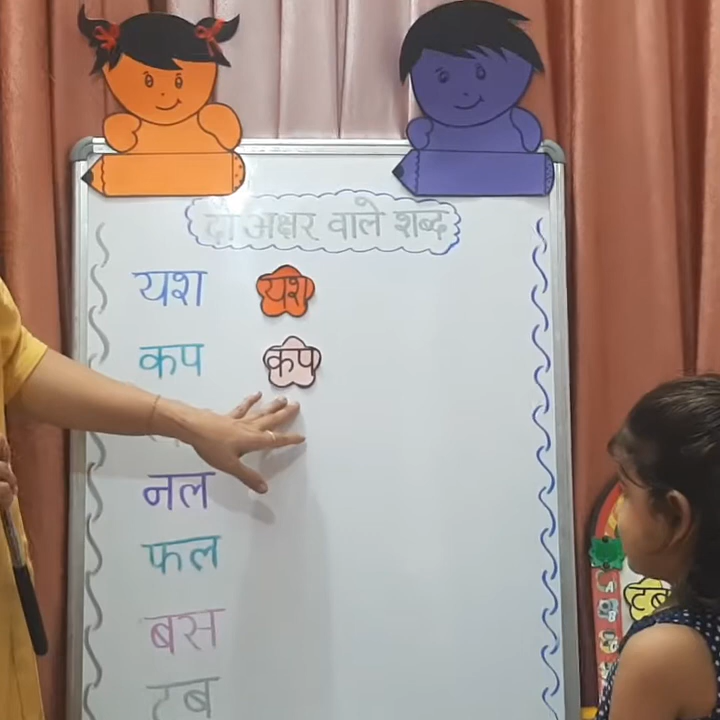 दो अक्षर वाले शब्द
यश यश
कप कप
नल
फल
बस
टब